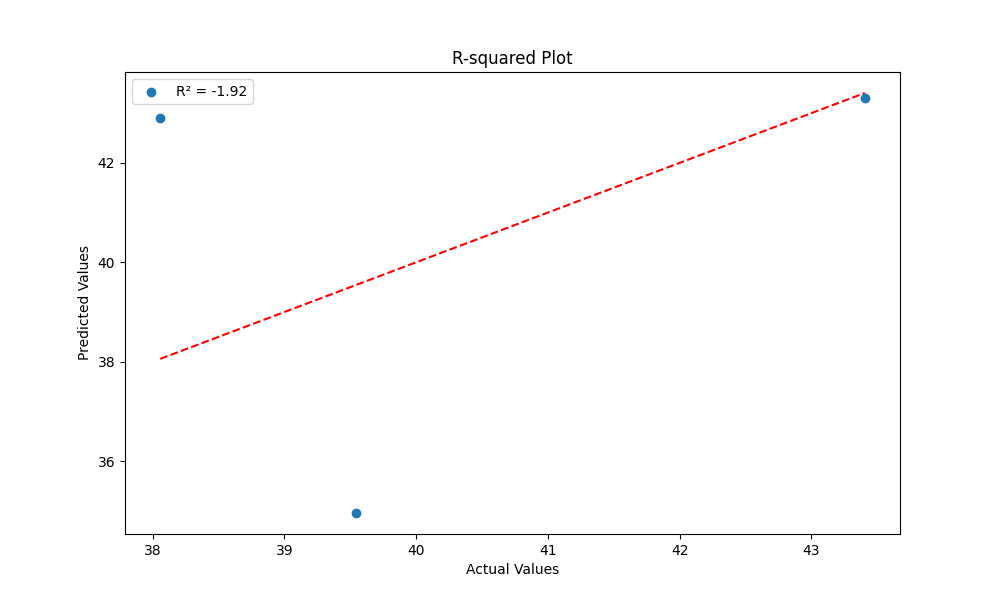 R-squared Plot
R² = -1.92
Predicted Values
42
40
38
36
38 39 40 41 42 43
Actual Values